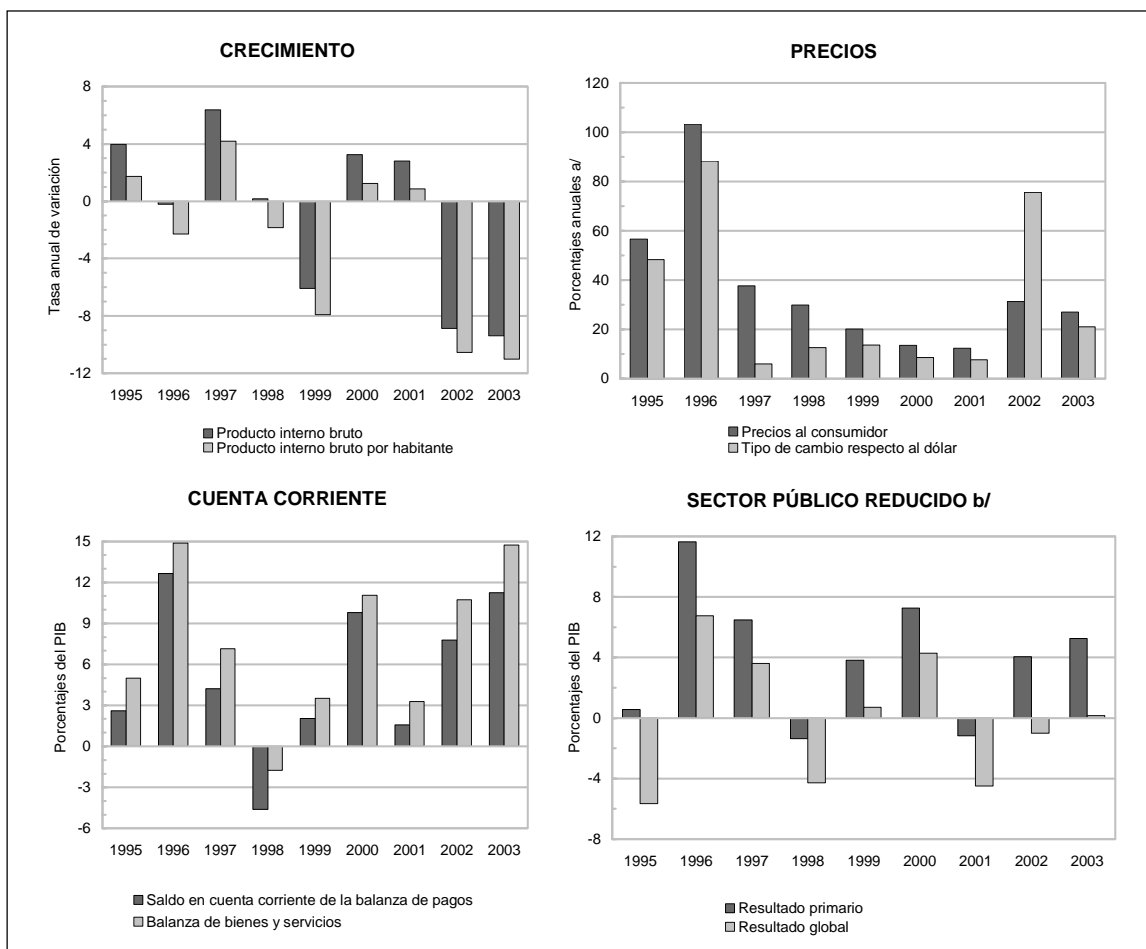 CRECIMIENTO
8
4
0
-4
-8
-12
Tasa anual de variación
1995 1996 1997 1998 1999 2000 2001 2002 2003
Producto interno bruto
Producto interno bruto por habitante
PRECIOS
120
100
80
60
40
20
0
Porcentajes anuales a/
1995 1996 1997 1998 1999 2000 2001 2002 2003
Precios al consumidor
Tipo de cambio respecto al dólar
CUENTA CORRIENTE
15
12
9
6
3
0
-3
-6
Porcentajes del PIB
1995 1996 1997 1998 1999 2000 2001 2002 2003
Saldo en cuenta corriente de la balanza de pagos
Balanza de bienes y servicios
SECTOR PÚBLICO REDUCIDO b/
12
8
4
0
-4
-8
Porcentajes del PIB
1995 1996 1997 1998 1999 2000 2001 2002 2003
Resultado primario
Resultado global